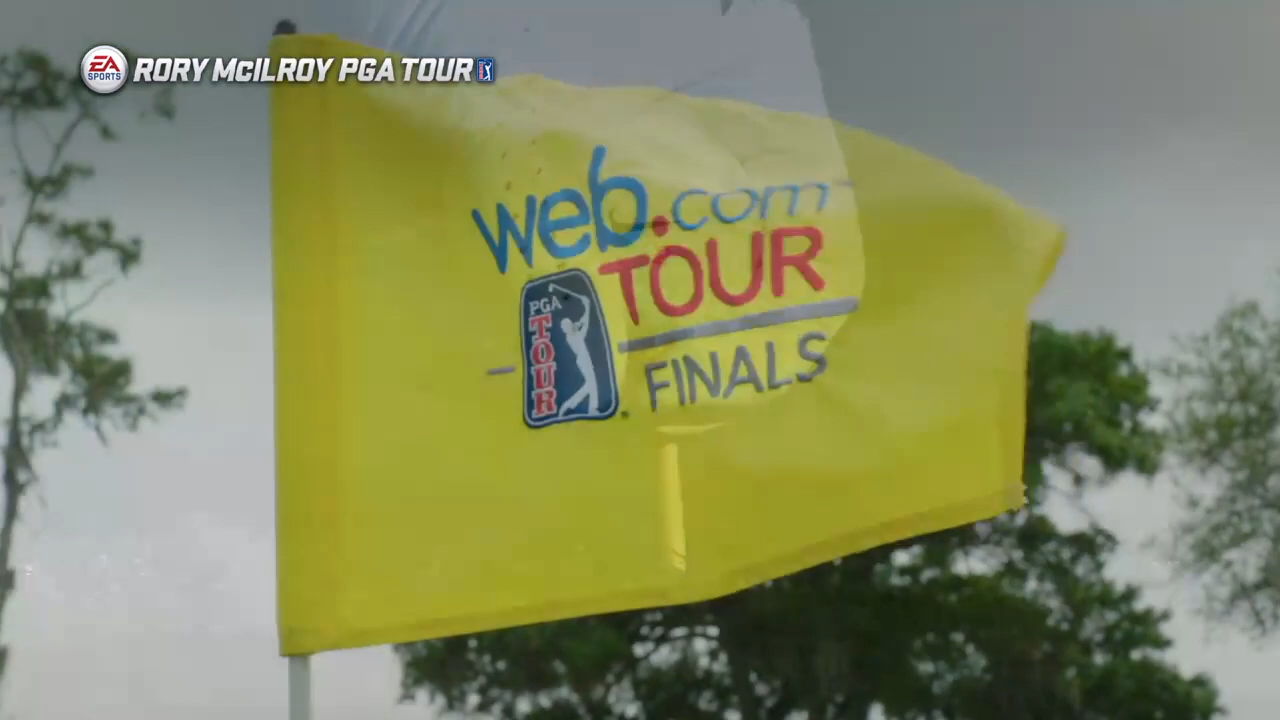 EA
SPORTS
RORY McILROY PGA TOUR
web.com
TOUR
PGA
TOUR
FINALS